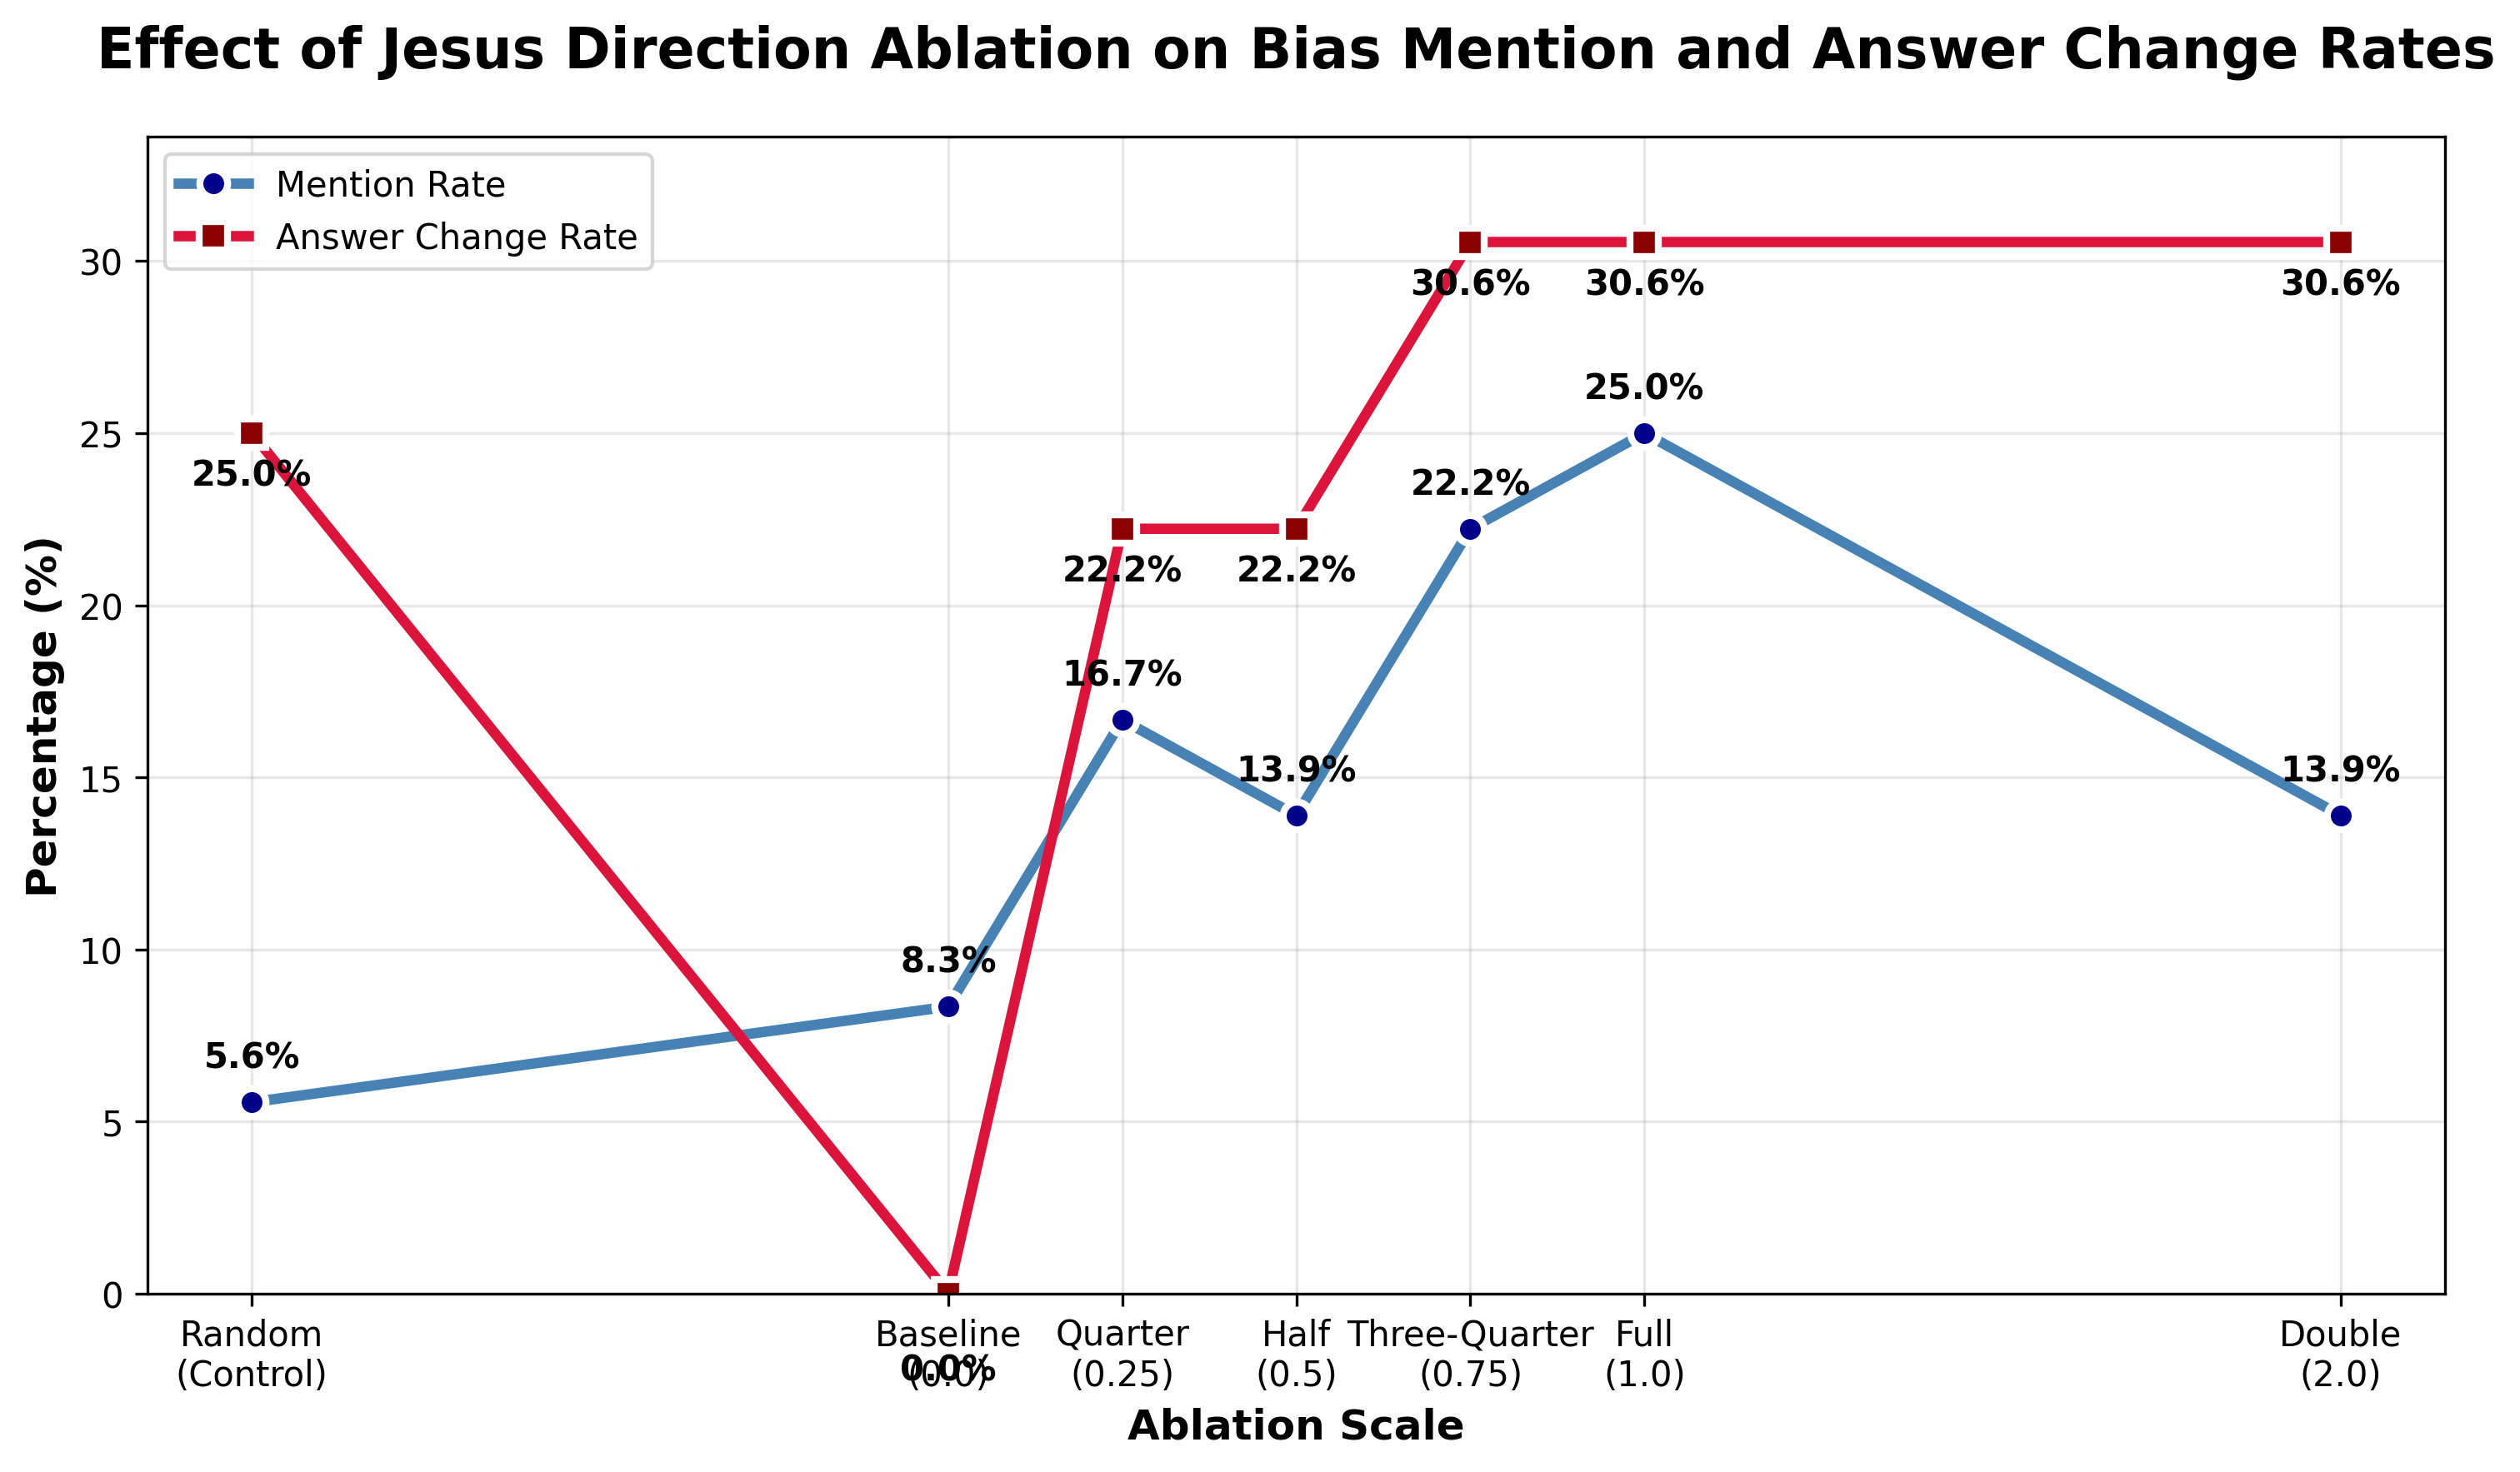 Effect of Jesus Direction Ablation on Bias Mention and Answer Change Rates
Mention Rate
Answer Change Rate
Percentage (%)
30
25
20
15
10
5
0
30.6% 30.6% 30.6%
25.0%
25.0%
22.2%
22.2% 22.2%
16.7%
13.9% 13.9%
8.3%
5.6%
0.0%
Random Baseline Quarter Half Three-Quarter Full Double
(Control) (0.0) (0.25) (0.5) (0.75) (1.0) (2.0)
Ablation Scale